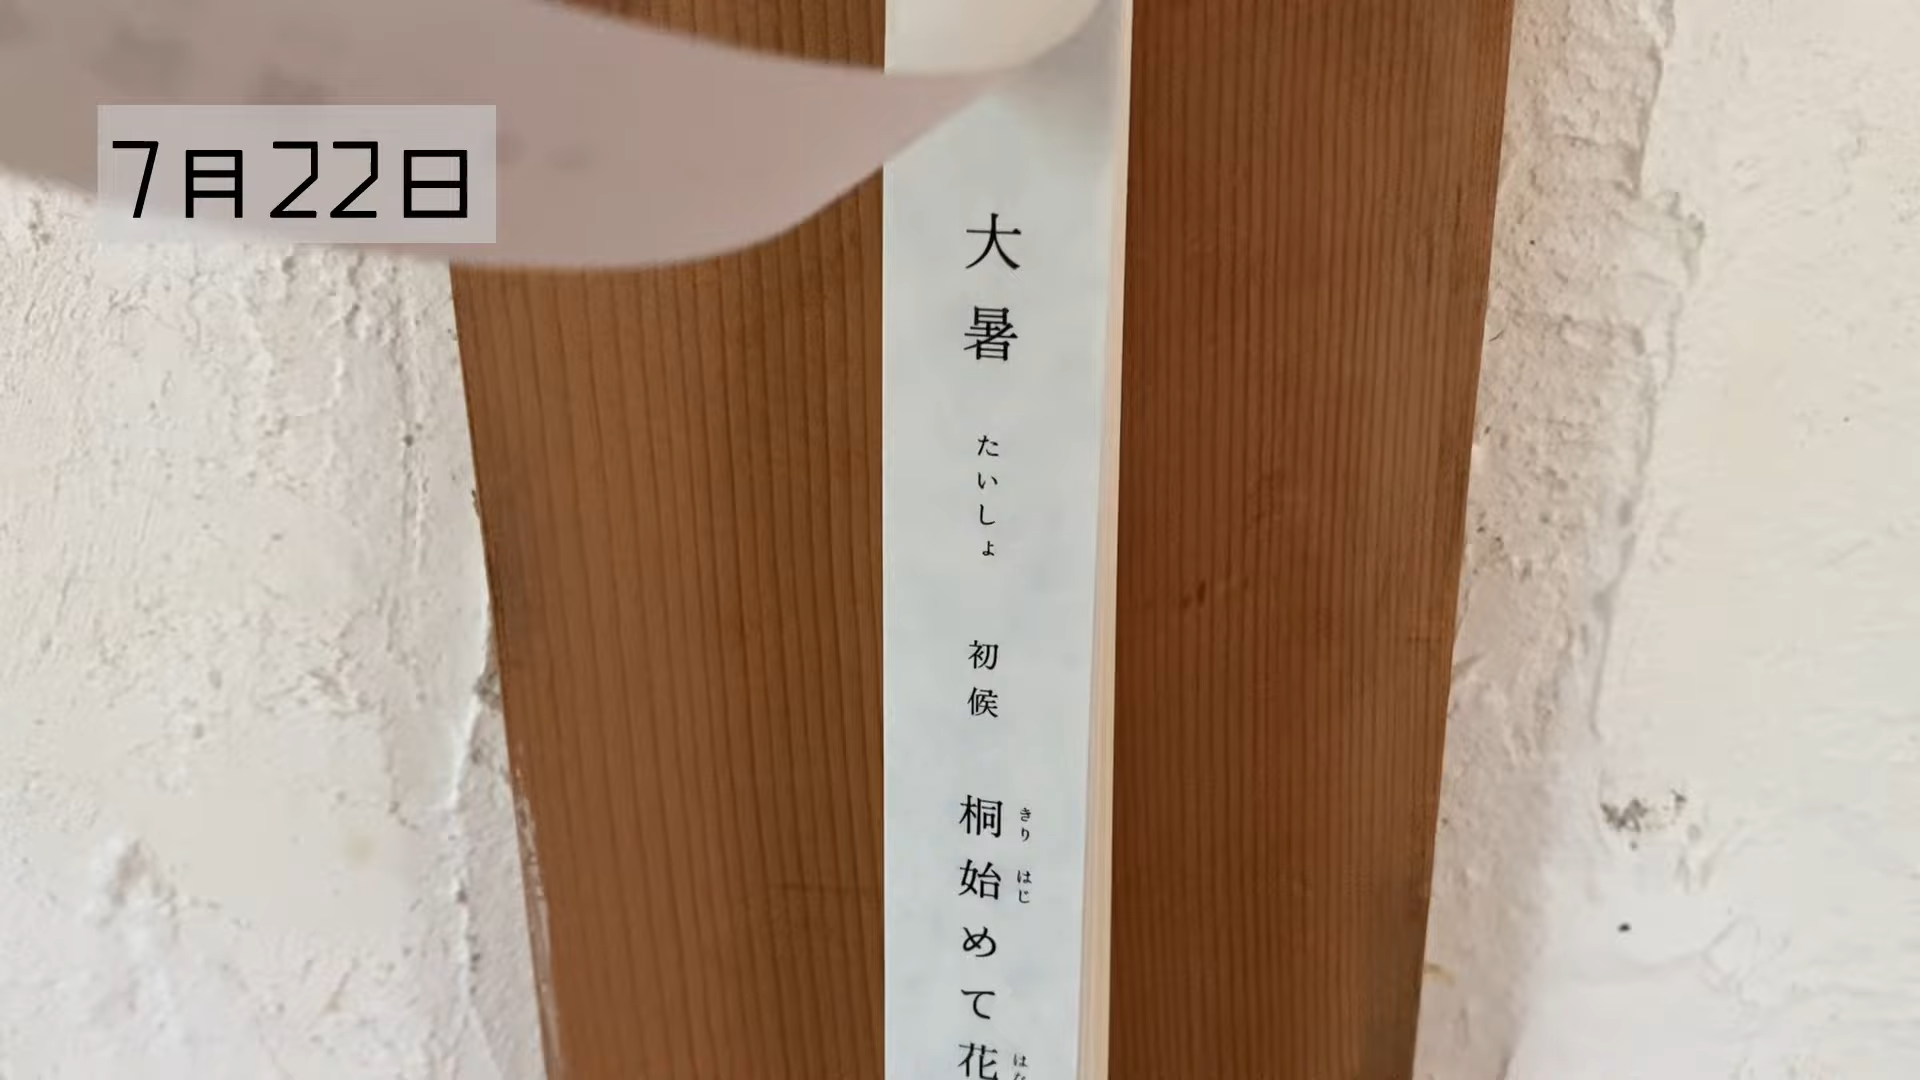 7月22日
大暑
たいしょ
初候
桐始めて花
きり はじ